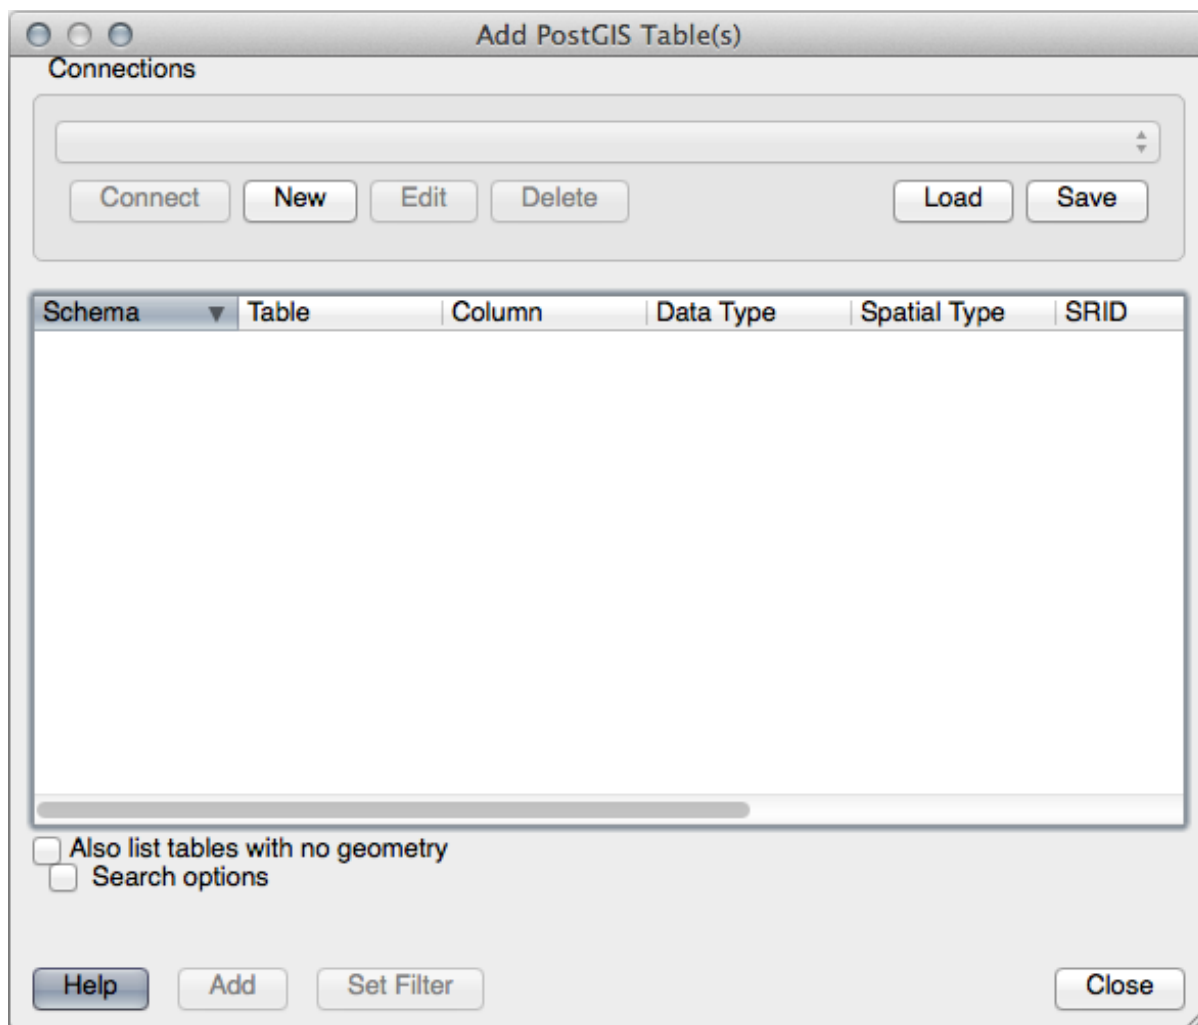 Add PostGIS Table(s)
Connections
Connect New Edit Delete Load Save
Schema Table Column Data Type Spatial Type SRID
Also list tables with no geometry
Search options
Help Add Set Filter Close